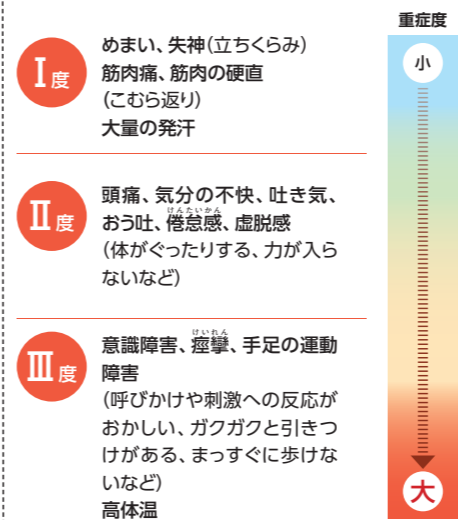 重症度
小
Ⅰ度
めまい、失神(立ちくらみ)
筋肉痛、筋肉の硬直
(こむら返り)
大量の発汗
Ⅱ度
頭痛、気分の不快、吐き気、
けんたいかん
おう吐、倦怠感、虚脱感
(体がぐったりする、力が入ら
ないなど)
Ⅲ度
けいれん
意識障害、痙攣、手足の運動
障害
(呼びかけや刺激への反応が
おかしい、ガクガクと引きつ
けがある、まっすぐに歩けな
いなど)
高体温
大